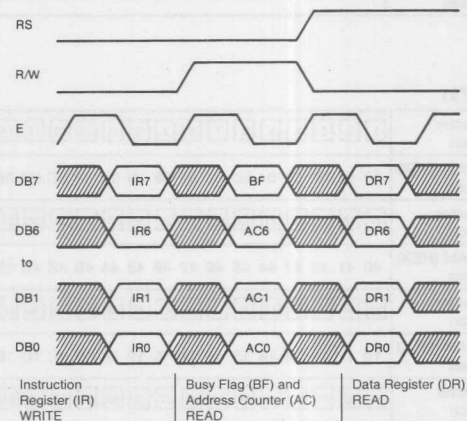 RS
R/W
E
DB7 IR7 BF DR7
DB6 IR6 AC6 DR6
to
DB1 IR1 AC1 DR1
DB0 IR0 AC0 DR0
Instruction Register (IR) WRITE
Busy Flag (BF) and Address Counter (AC) READ
Data Register (DR) READ